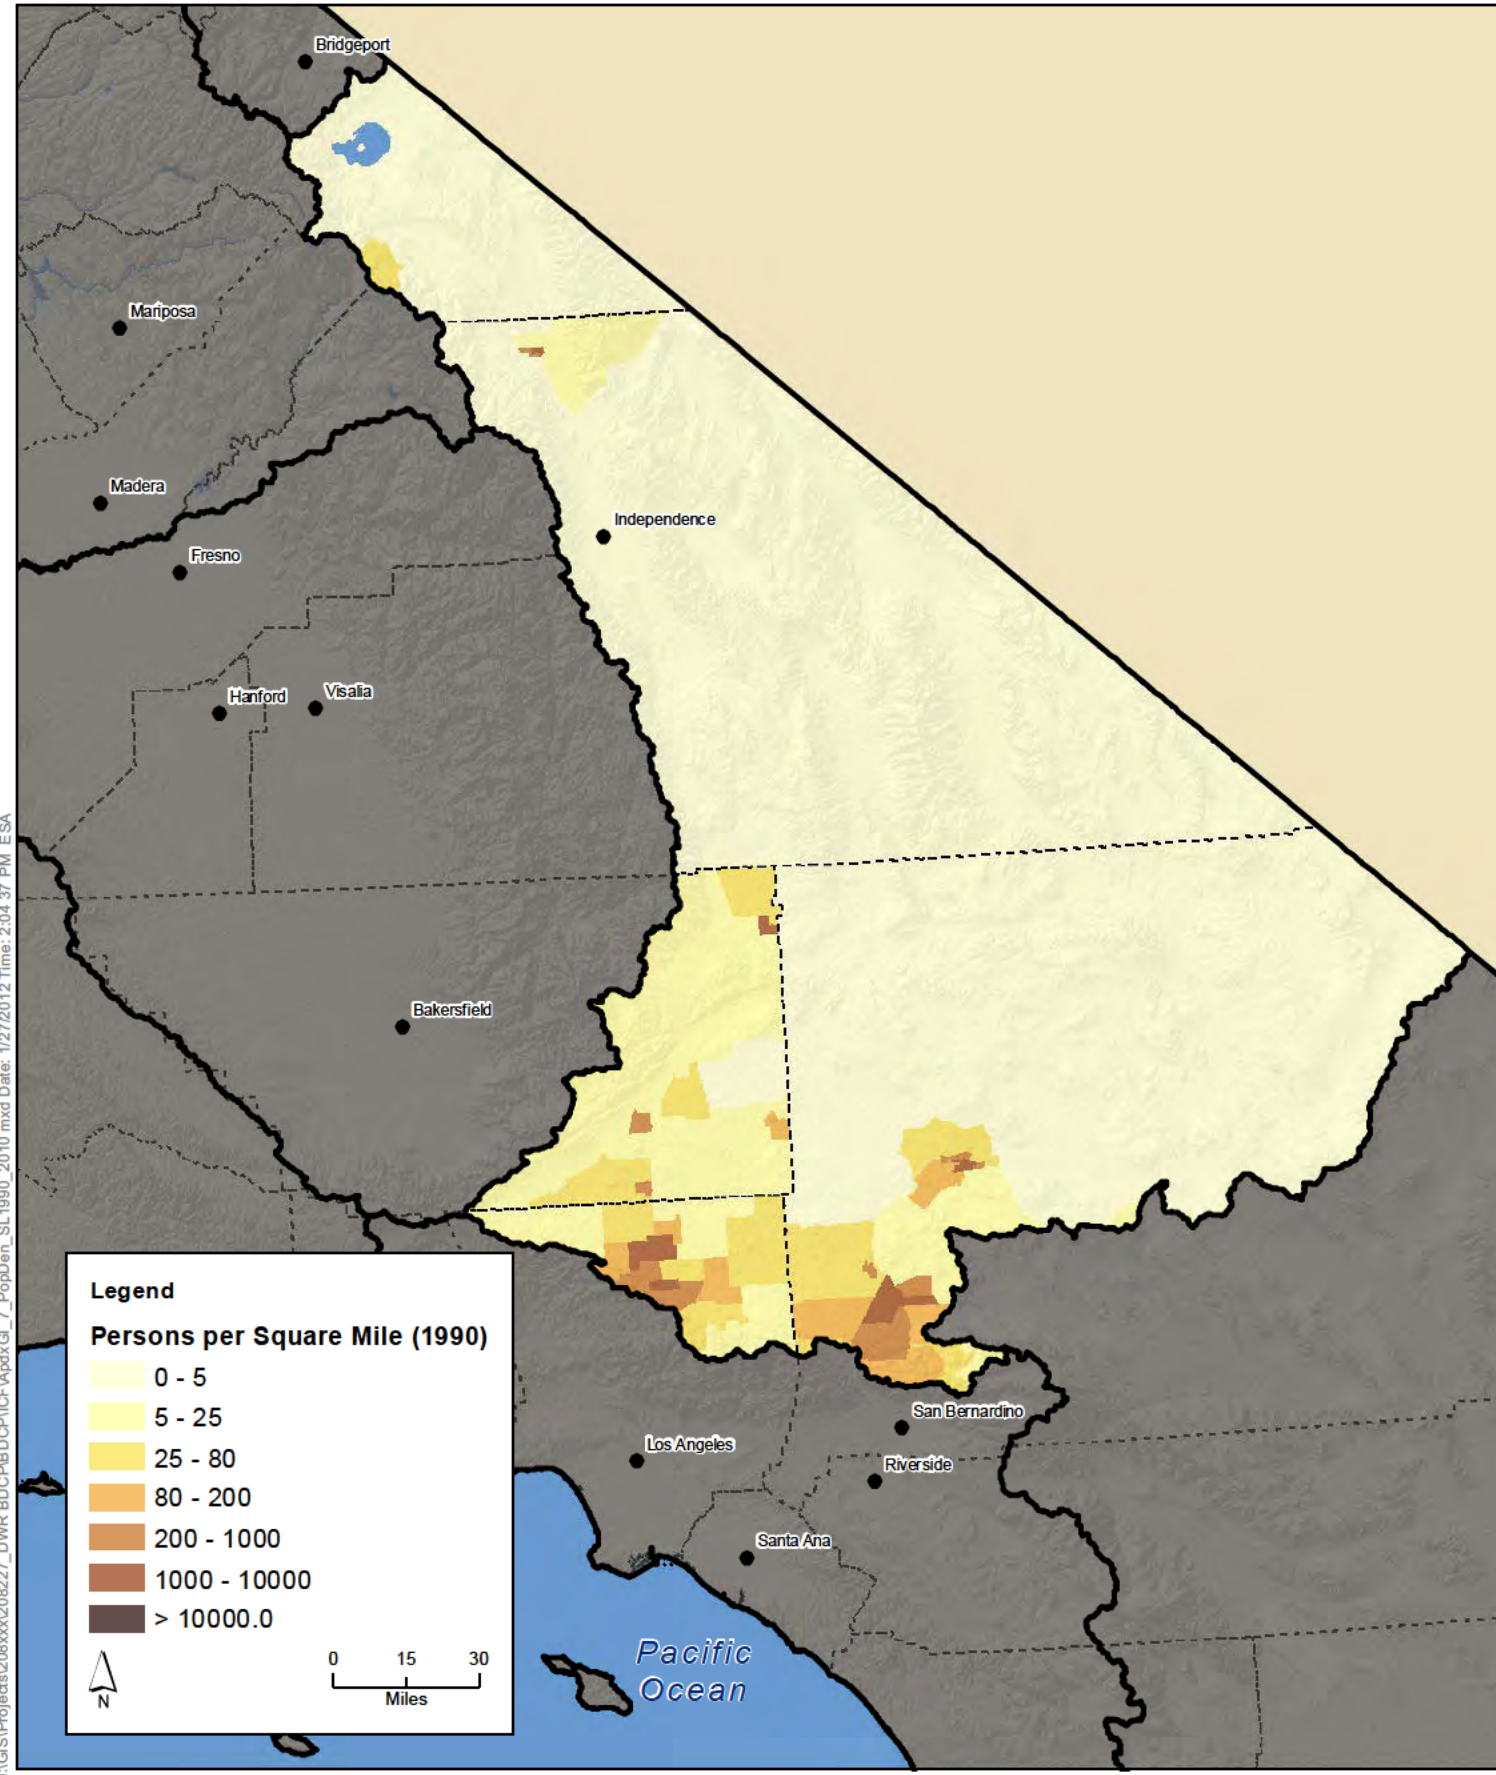 Bridgeport
Mariposa
Madera
Independence
Fresno
Hanford
Visalia
Bakersfield
Legend
Persons per Square Mile (1990)
0 - 5
5 - 25
25 - 80
80 - 200
200 - 1000
1000 - 10000
> 10000.0
N
0 15 30
Miles
San Bernardino
Los Angeles
Riverside
Santa Ana
Pacific
Ocean